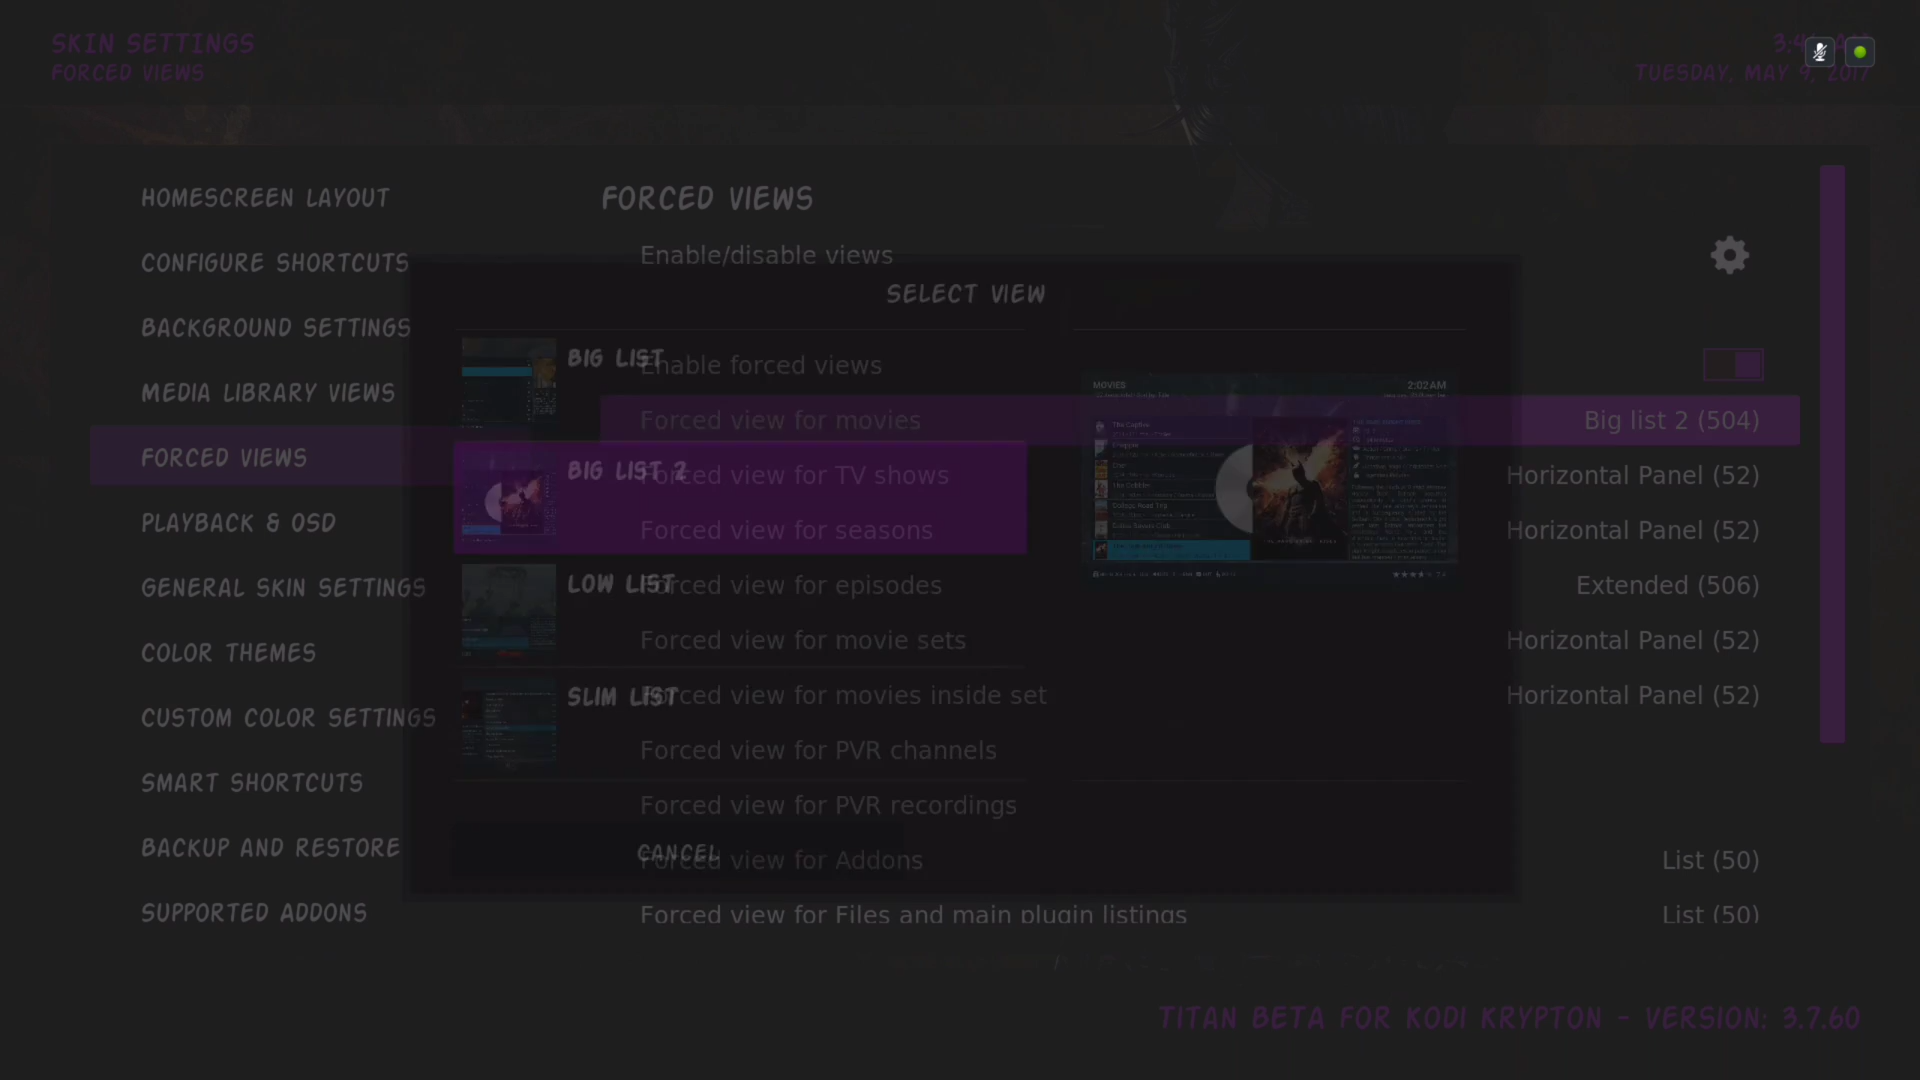 SKIN SETTINGS
FORCED VIEWS
TUESDAY, MAY 9, 2017
HOMESCREEN LAYOUT
CONFIGURE SHORTCUTS
BACKGROUND SETTINGS
MEDIA LIBRARY VIEWS
FORCED VIEWS
PLAYBACK & OSD
GENERAL SKIN SETTINGS
COLOR THEMES
CUSTOM COLOR SETTINGS
SMART SHORTCUTS
BACKUP AND RESTORE
SUPPORTED ADDONS
FORCED VIEWS
Enable/disable views
Enable forced views
Forced view for movies Big list 2 (504)
Forced view for TV shows Horizontal Panel (52)
Forced view for seasons Horizontal Panel (52)
Forced view for episodes Extended (506)
Forced view for movie sets Horizontal Panel (52)
Forced view for movies inside set Horizontal Panel (52)
Forced view for PVR channels
Forced view for PVR recordings
Forced view for Addons List (50)
Forced view for Files and main plugin listings List (50)
SELECT VIEW
BIG LIST
BIG LIST 2
LOW LIST
SLIM LIST
CANCEL
MOVIES 2:02AM
TITAN BETA FOR KODI KRYPTON - VERSION: 3.7.60